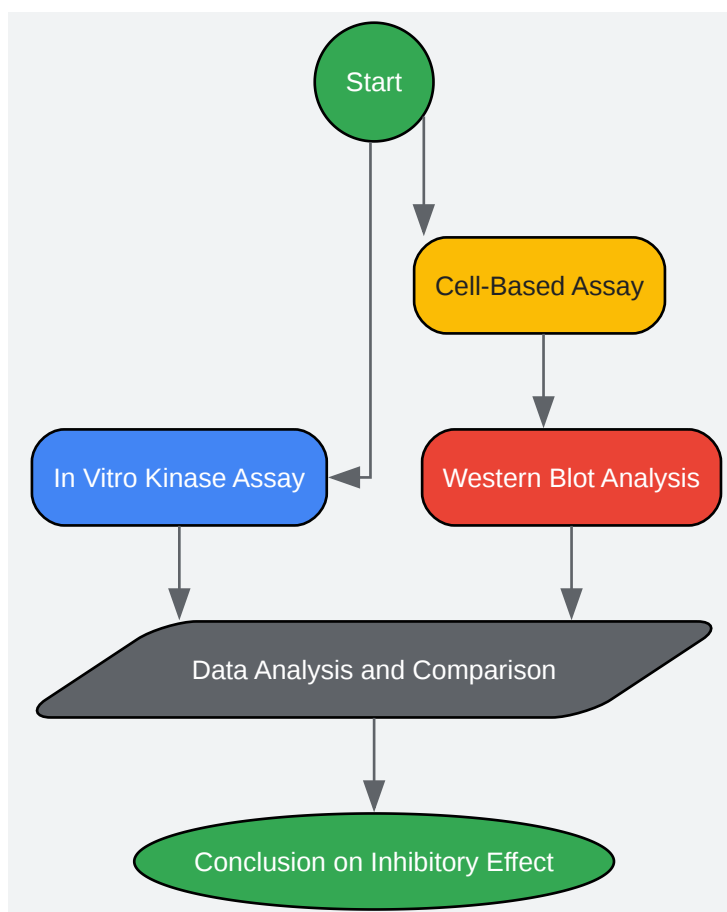 Start
Cell-Based Assay
In Vitro Kinase Assay
Western Blot Analysis
Data Analysis and Comparison
Conclusion on Inhibitory Effect